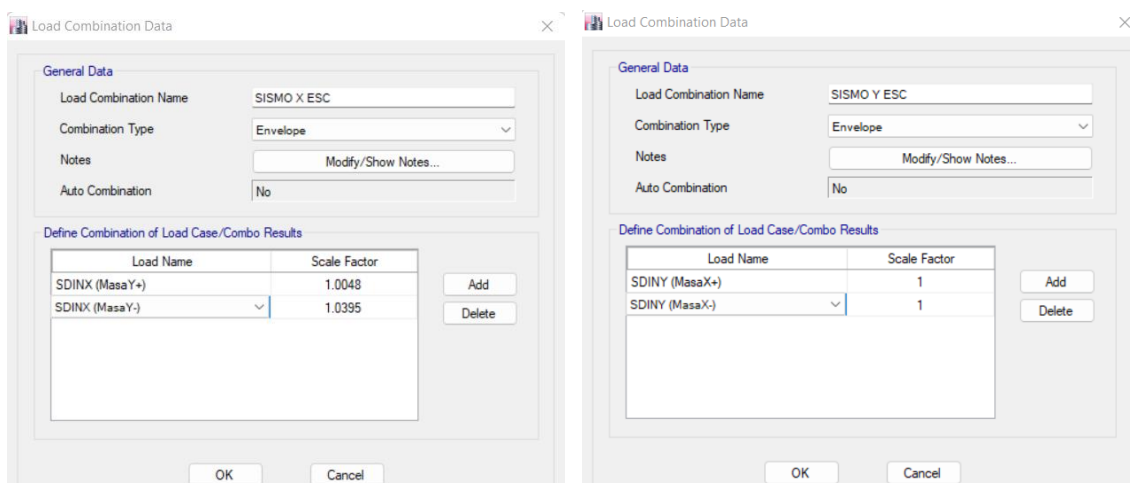 Load Combination Data
General Data
Load Combination Name SISMO X ESC
Combination Type Envelope
Notes Modify/Show Notes...
Auto Combination No
Define Combination of Load Case/Combo Results
Load Name Scale Factor
SDINX (MasaY+) 1.0048 Add
SDINX (MasaY-) 1.0395 Delete
OK Cancel
Load Combination Data
General Data
Load Combination Name SISMO Y ESC
Combination Type Envelope
Notes Modify/Show Notes...
Auto Combination No
Define Combination of Load Case/Combo Results
Load Name Scale Factor
SDINY (MasaX+) 1 Add
SDINY (MasaX-) 1 Delete
OK Cancel